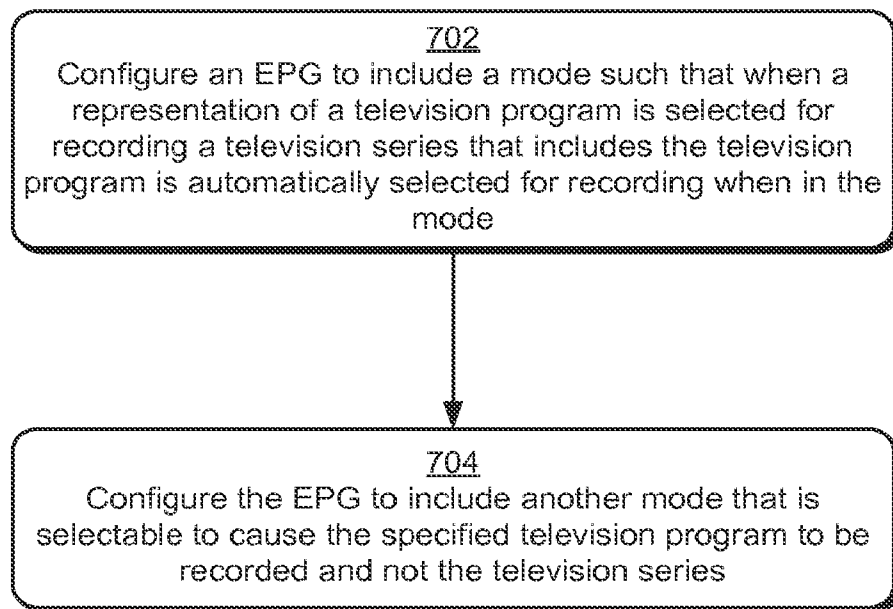 702
Configure an EPG to include a mode such that when a
representation of a television program is selected for
recording a television series that includes the television
program is automatically selected for recording when in the
mode
704
Configure the EPG to include another mode that is
selectable to cause the specified television program to be
recorded and not the television series